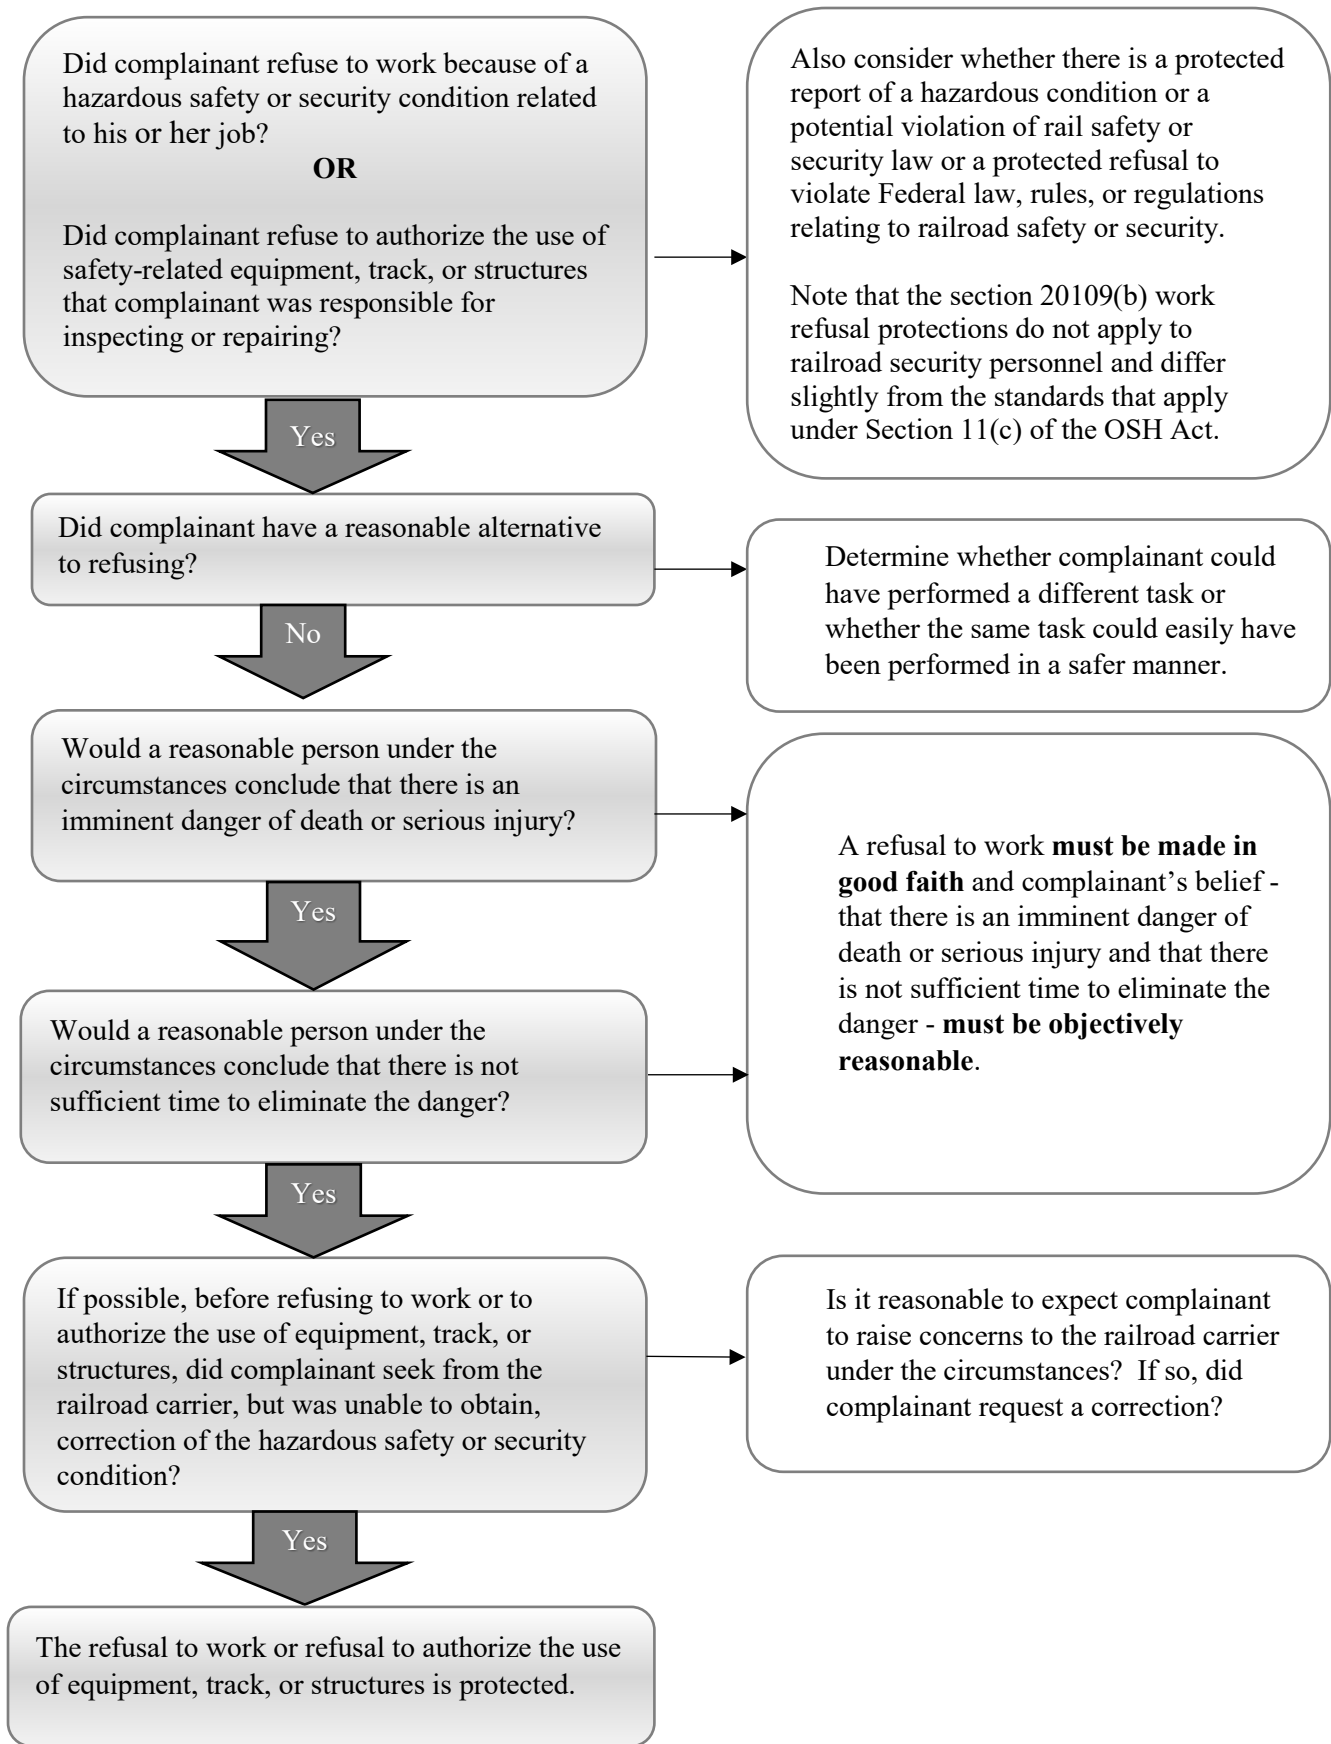 Did complainant refuse to work because of a
hazardous safety or security condition related
to his or her job?
OR
Did complainant refuse to authorize the use of
safety-related equipment, track, or structures
that complainant was responsible for
inspecting or repairing?
Also consider whether there is a protected
report of a hazardous condition or a
potential violation of rail safety or
security law or a protected refusal to
violate Federal law, rules, or regulations
relating to railroad safety or security.
Note that the section 20109(b) work
refusal protections do not apply to
railroad security personnel and differ
slightly from the standards that apply
under Section 11(c) of the OSH Act.
Yes
Did complainant have a reasonable alternative
to refusing?
Determine whether complainant could
have performed a different task or
whether the same task could easily have
been performed in a safer manner.
No
Would a reasonable person under the
circumstances conclude that there is an
imminent danger of death or serious injury?
A refusal to work must be made in
good faith and complainant’s belief -
that there is an imminent danger of
death or serious injury and that there
is not sufficient time to eliminate the
danger - must be objectively
reasonable.
Yes
Would a reasonable person under the
circumstances conclude that there is not
sufficient time to eliminate the danger?
Yes
If possible, before refusing to work or to
authorize the use of equipment, track, or
structures, did complainant seek from the
railroad carrier, but was unable to obtain,
correction of the hazardous safety or security
condition?
Is it reasonable to expect complainant
to raise concerns to the railroad carrier
under the circumstances?  If so, did
complainant request a correction?
Yes
The refusal to work or refusal to authorize the use
of equipment, track, or structures is protected.